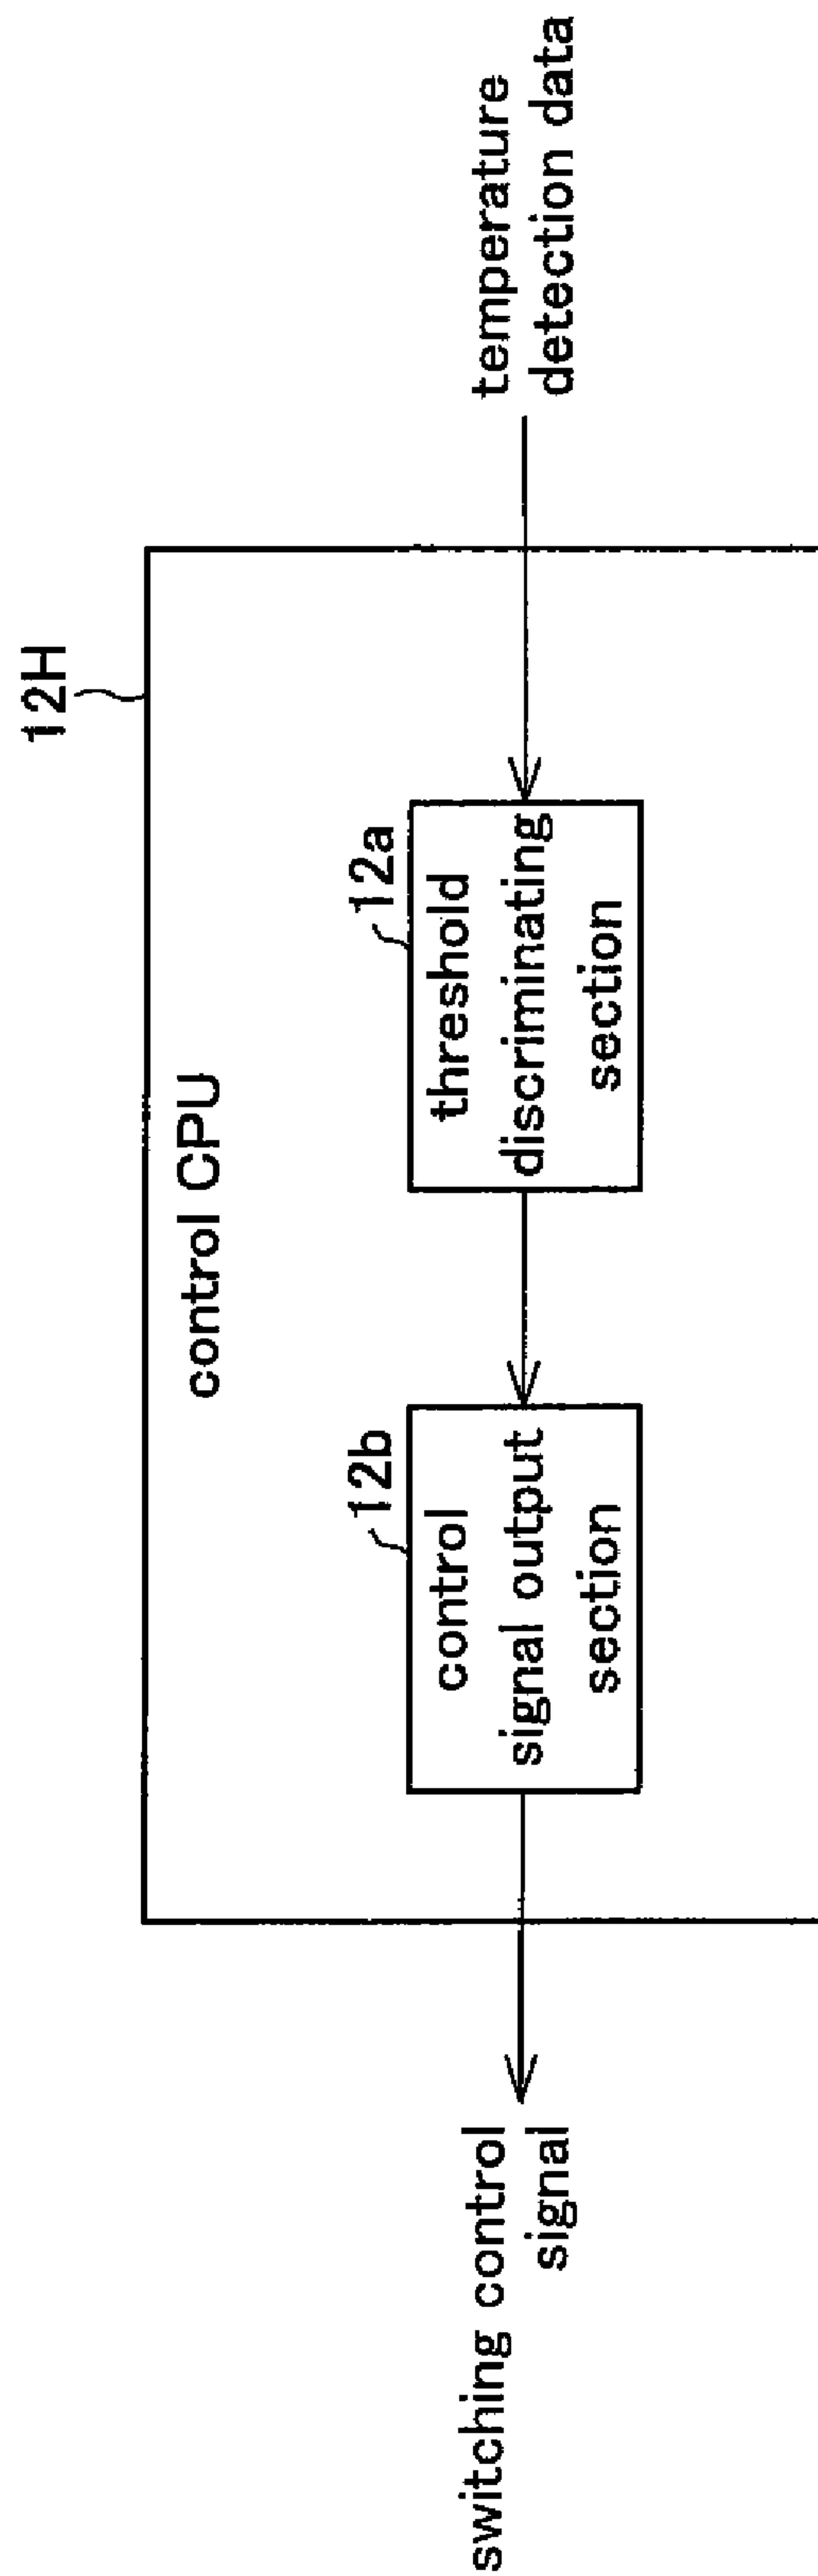 12H
control CPU
12b
control
signal output
section
12a
threshold
discriminating
section
switching control
signal
temperature
detection data